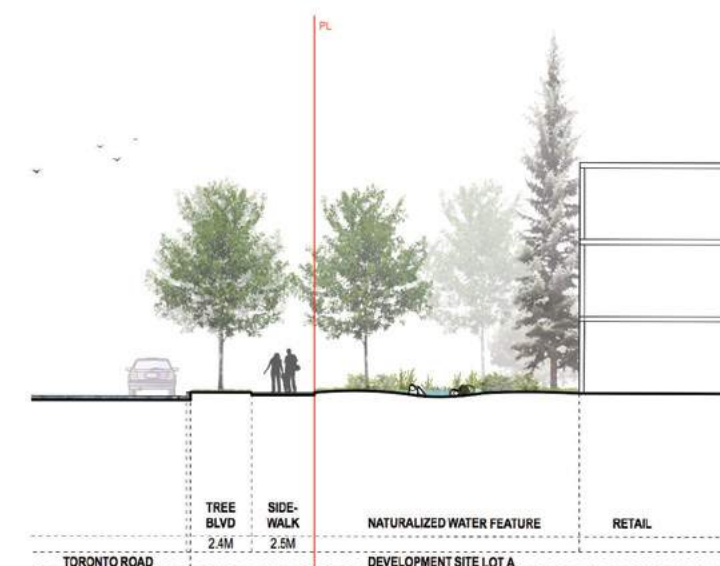 PL
TREE
BLVD
SIDE-
WALK
NATURALIZED WATER FEATURE
RETAIL
2.4M
2.5M
TORONTO ROAD
DEVELOPMENT SITE LOT A